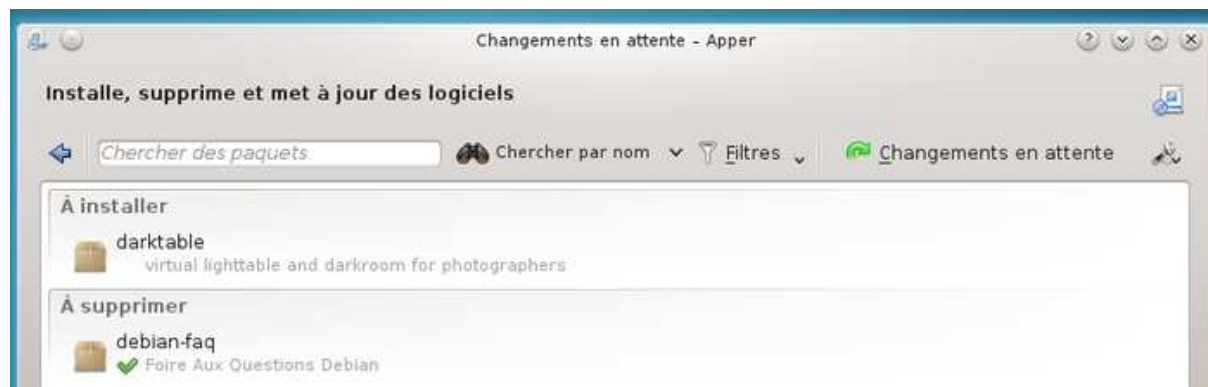 Changements en attente - Apper
Installe, supprime et met à jour des logiciels
Chercher des paquets Chercher par nom Filtres Changements en attente
À installer
darktable
virtual lighttable and darkroom for photographers
À supprimer
debian-faq
Foire Aux Questions Debian